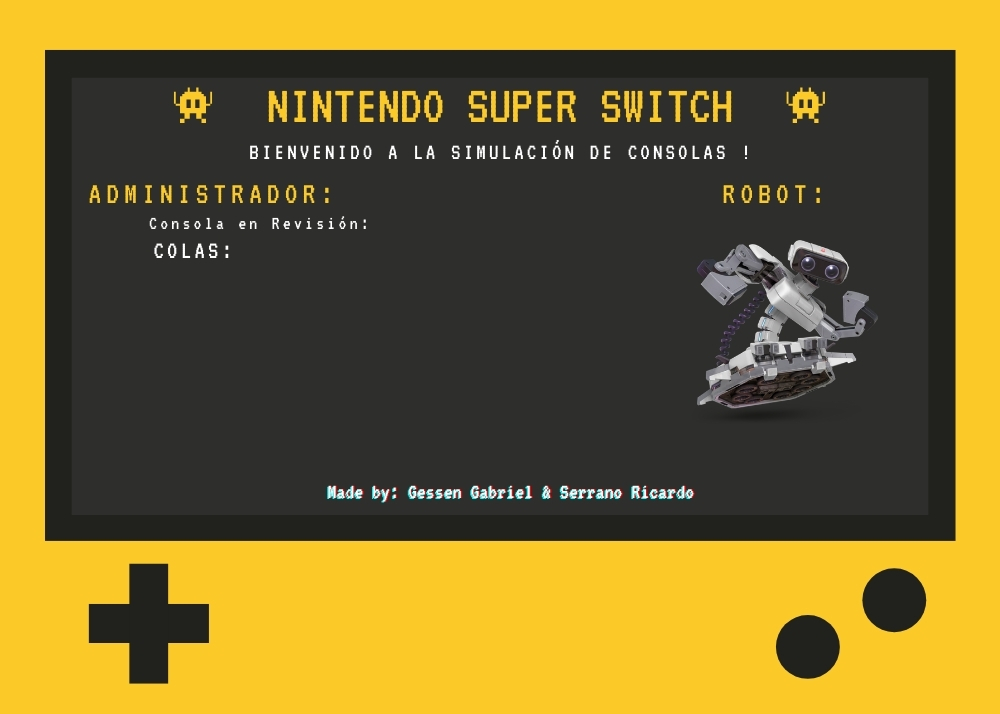 NINTENDO SUPER SWITCH
BIENVENIDO A LA SIMULACIÓN DE CONSOLAS !
ADMINISTRADOR:
ROBOT:
Consola en Revisión:
COLAS:
Made by: Gessen Gabriel & Serrano Ricardo